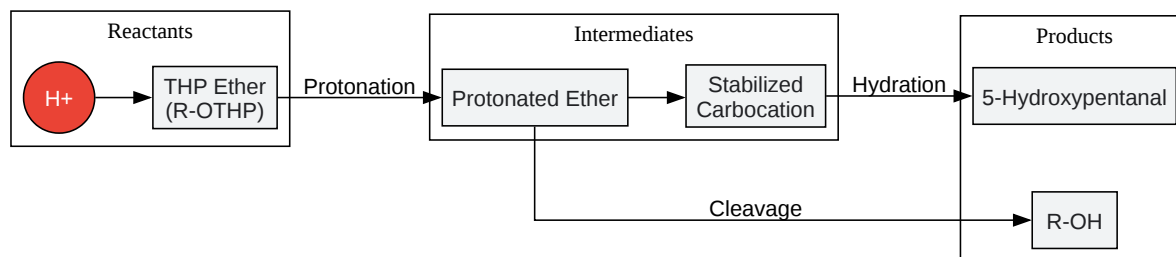 Reactants
H+
THP Ether
(R-OTHP)
Protonation
Intermediates
Protonated Ether
Stabilized
Carbocation
Hydration
Products
5-Hydroxypentanal
Cleavage
R-OH